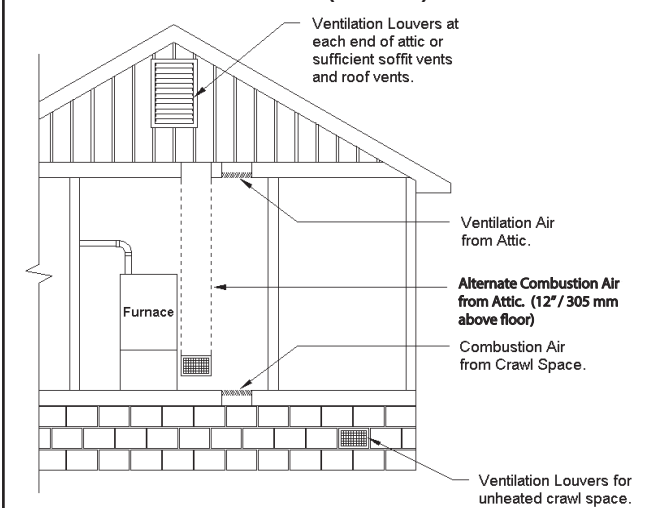 Ventilation Louvers at
each end of attic or
sufficient soffit vents
and roof vents.
Ventilation Air
from Attic.
Alternate Combustion Air
from Attic. (12" / 305 mm
above floor)
Furnace
Combustion Air
from Crawl Space.
Ventilation Louvers for
unheated crawl space.